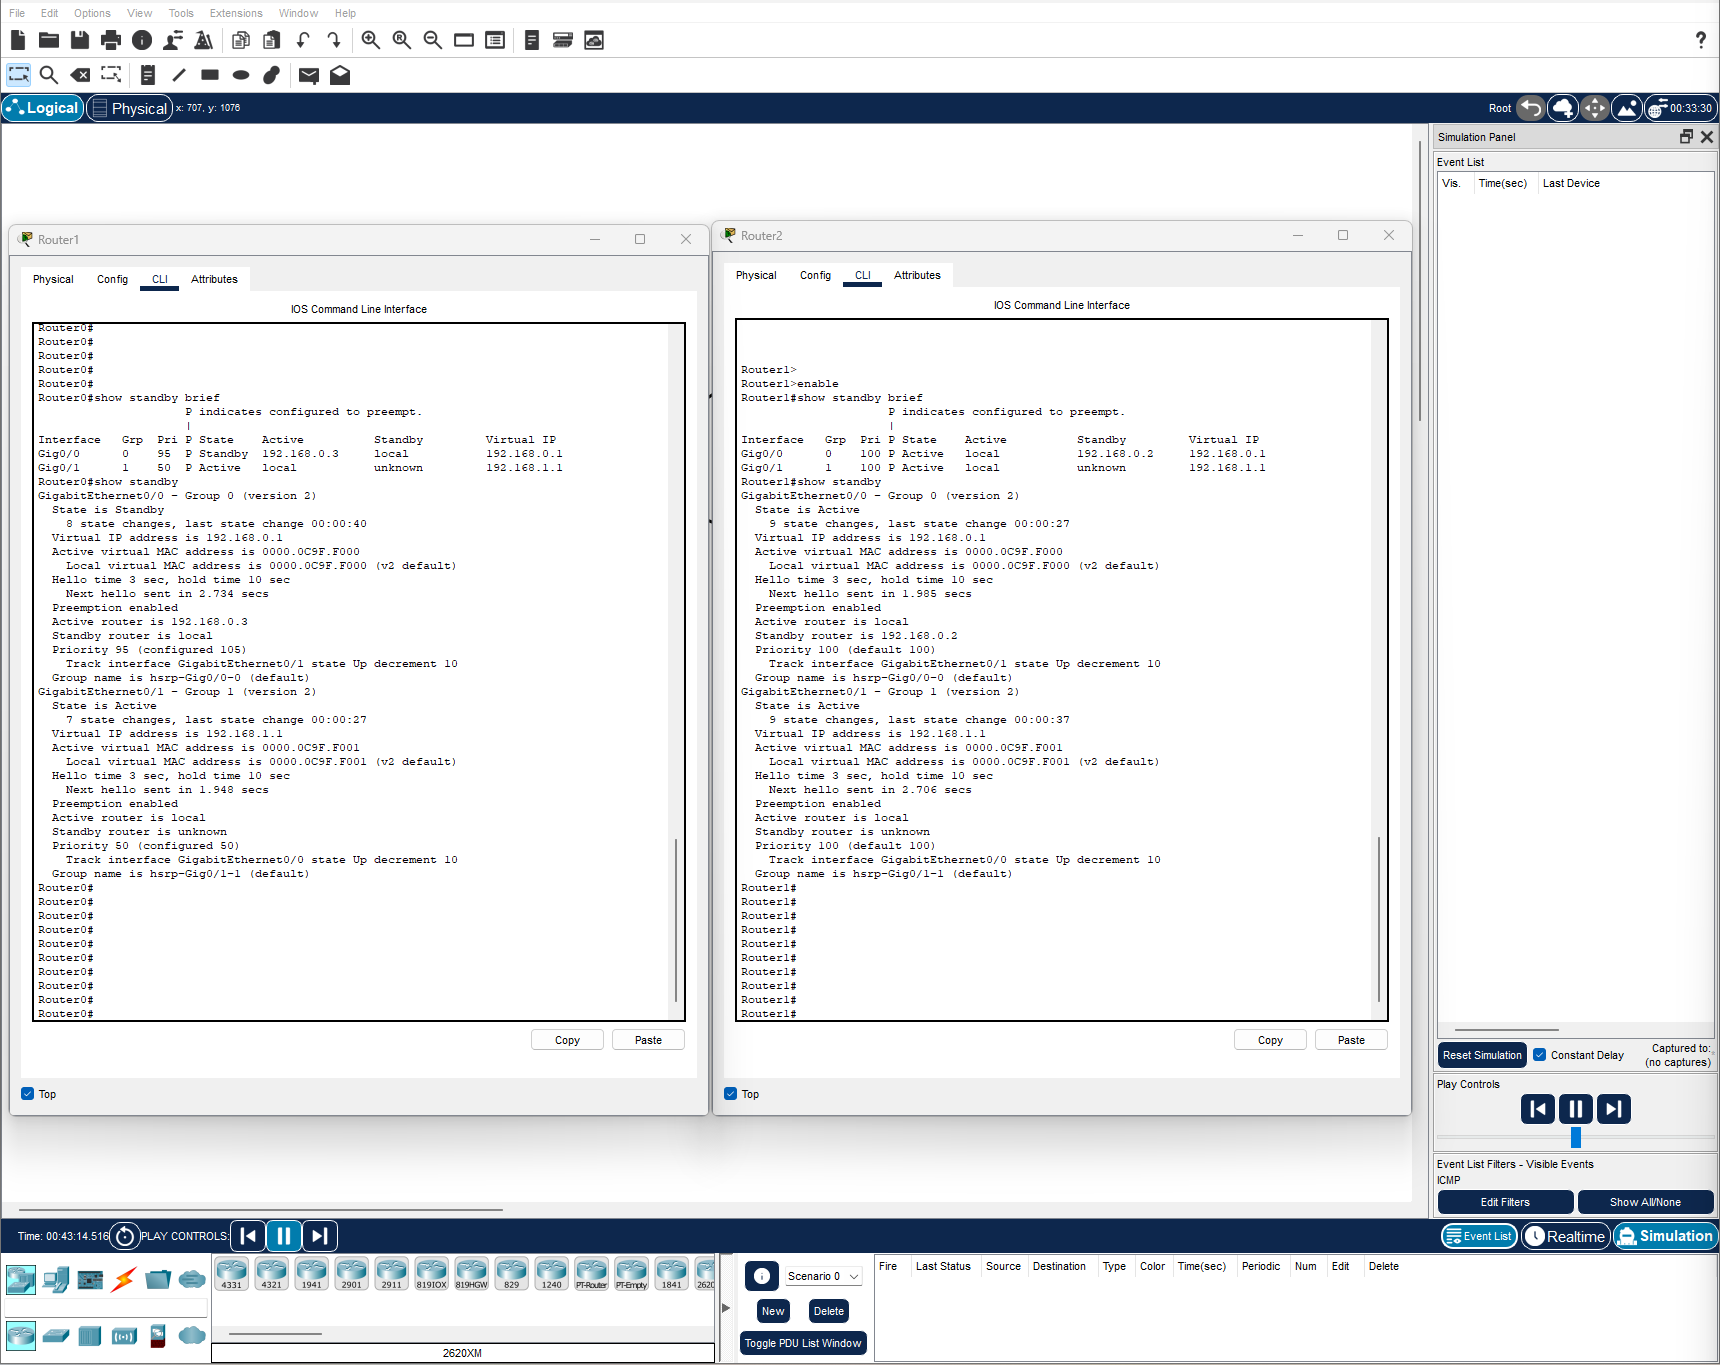 File Edit Options View Tools Extensions Window Help
?
Logical Physical x: 707, y: 1076 Root 00:33:30
Simulation Panel
Event List
Vis. Time(sec) Last Device
Router1
Physical Config CLI Attributes
IOS Command Line Interface
Router0#
Router0#
Router0#
Router0#
Router0#
Router0#show standby brief
P indicates configured to preempt.
|
Interface Grp Pri P State Active Standby Virtual IP
Gig0/0 0 95 P Standby 192.168.0.3 local 192.168.0.1
Gig0/1 1 50 P Active local unknown 192.168.1.1
Router0#show standby
GigabitEthernet0/0 - Group 0 (version 2)
State is Standby
8 state changes, last state change 00:00:40
Virtual IP address is 192.168.0.1
Active virtual MAC address is 0000.0C9F.F000
Local virtual MAC address is 0000.0C9F.F000 (v2 default)
Hello time 3 sec, hold time 10 sec
Next hello sent in 2.734 secs
Preemption enabled
Active router is 192.168.0.3
Standby router is local
Priority 95 (configured 105)
Track interface GigabitEthernet0/1 state Up decrement 10
Group name is hsrp-Gig0/0-0 (default)
GigabitEthernet0/1 - Group 1 (version 2)
State is Active
7 state changes, last state change 00:00:27
Virtual IP address is 192.168.1.1
Active virtual MAC address is 0000.0C9F.F001
Local virtual MAC address is 0000.0C9F.F001 (v2 default)
Hello time 3 sec, hold time 10 sec
Next hello sent in 1.948 secs
Preemption enabled
Active router is local
Standby router is unknown
Priority 50 (configured 50)
Track interface GigabitEthernet0/0 state Up decrement 10
Group name is hsrp-Gig0/1-1 (default)
Router0#
Router0#
Router0#
Router0#
Router0#
Router0#
Router0#
Router0#
Router0#
Router0#
Copy Paste
Top
Router2
Physical Config CLI Attributes
IOS Command Line Interface
Router1>
Router1>enable
Router1#show standby brief
P indicates configured to preempt.
|
Interface Grp Pri P State Active Standby Virtual IP
Gig0/0 0 100 P Active local 192.168.0.2 192.168.0.1
Gig0/1 1 100 P Active local unknown 192.168.1.1
Router1#show standby
GigabitEthernet0/0 - Group 0 (version 2)
State is Active
9 state changes, last state change 00:00:27
Virtual IP address is 192.168.0.1
Active virtual MAC address is 0000.0C9F.F000
Local virtual MAC address is 0000.0C9F.F000 (v2 default)
Hello time 3 sec, hold time 10 sec
Next hello sent in 1.985 secs
Preemption enabled
Active router is local
Standby router is 192.168.0.2
Priority 100 (default 100)
Track interface GigabitEthernet0/1 state Up decrement 10
Group name is hsrp-Gig0/0-0 (default)
GigabitEthernet0/1 - Group 1 (version 2)
State is Active
9 state changes, last state change 00:00:37
Virtual IP address is 192.168.1.1
Active virtual MAC address is 0000.0C9F.F001
Local virtual MAC address is 0000.0C9F.F001 (v2 default)
Hello time 3 sec, hold time 10 sec
Next hello sent in 2.706 secs
Preemption enabled
Active router is local
Standby router is unknown
Priority 100 (default 100)
Track interface GigabitEthernet0/0 state Up decrement 10
Group name is hsrp-Gig0/1-1 (default)
Router1#
Router1#
Router1#
Router1#
Router1#
Router1#
Router1#
Router1#
Router1#
Router1#
Copy Paste
Top
Reset Simulation Constant Delay Captured to:
(no captures)
Play Controls
Event List Filters - Visible Events
ICMP
Edit Filters Show All/None
Time: 00:43:14.516 PLAY CONTROLS: Event List Realtime Simulation
4331 4321 1941 2901 2911 819IOX 819HGW 829 1240 PT-Router PT-Empty 1841 262
2620XM
Scenario 0
New Delete
Toggle PDU List Window
Fire Last Status Source Destination Type Color Time(sec) Periodic Num Edit Delete